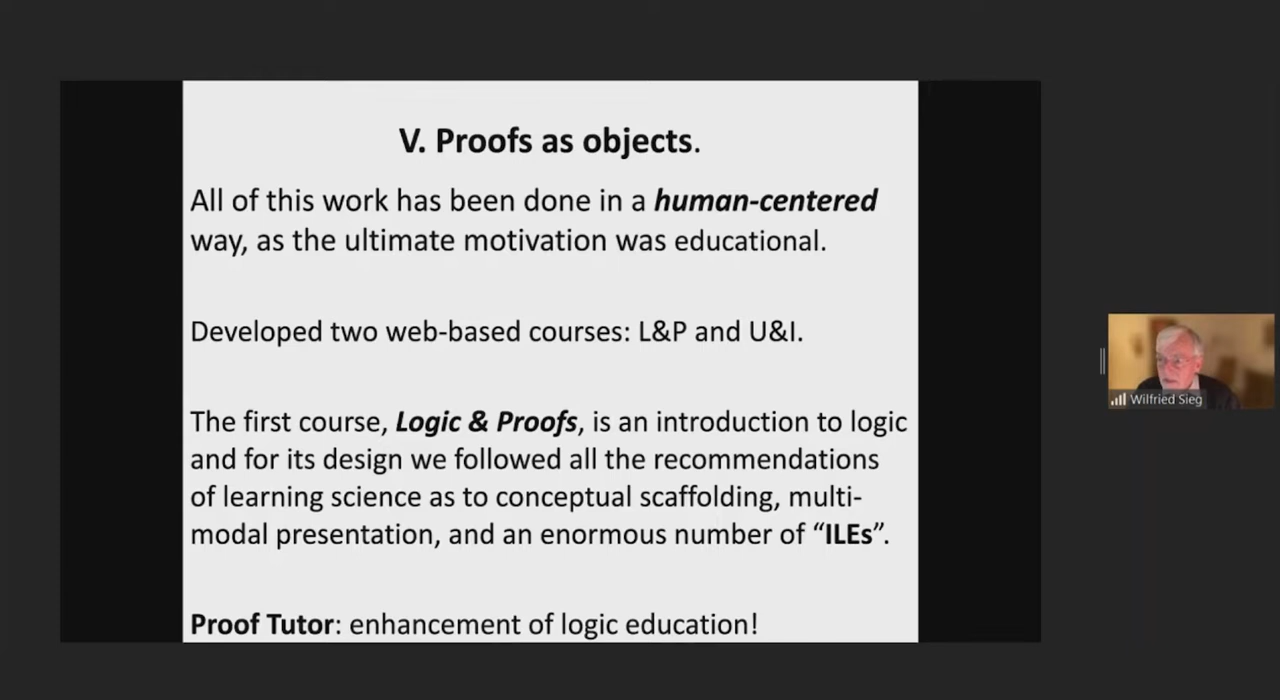 V. Proofs as objects.
All of this work has been done in a human-centered
way, as the ultimate motivation was educational.
Developed two web-based courses: L&P and U&I.
The first course, Logic & Proofs, is an introduction to logic
and for its design we followed all the recommendations
of learning science as to conceptual scaffolding, multi-
modal presentation, and an enormous number of “ILEs”.
Proof Tutor: enhancement of logic education!
Wilfried Sieg